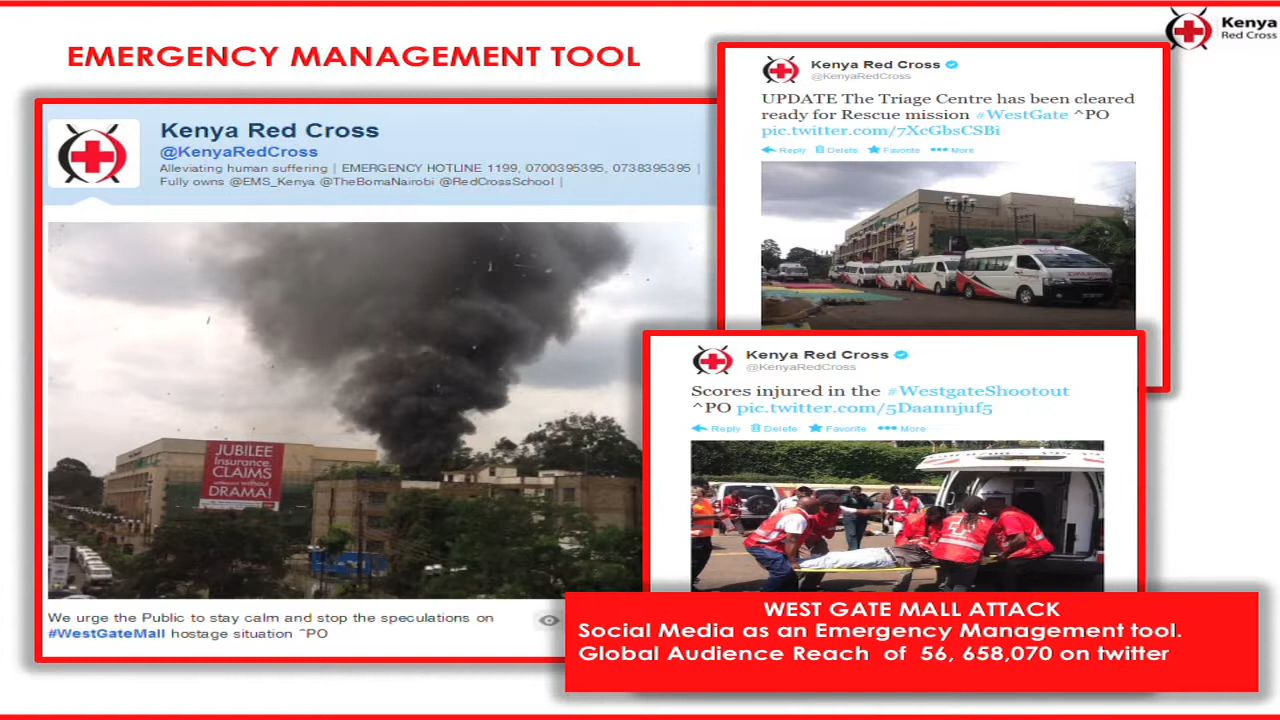 EMERGENCY MANAGEMENT TOOL
Kenya
Red Cross
Kenya Red Cross
@KenyaRedCross
Alleviating human suffering | EMERGENCY HOTLINE 1199, 0700395395, 0738395395 |
Fully owns @EMS_Kenya @TheBomaNairobi @RedCrossSchool |
JUBILEE
Insurance
CLAIMS
without
DRAMA!
We urge the Public to stay calm and stop the speculations on
#WestGateMall hostage situation ^PO
Kenya Red Cross
@KenyaRedCross
UPDATE The Triage Centre has been cleared
ready for Rescue mission #WestGate ^PO
pic.twitter.com/7XcGbsCSBi
Reply Delete Favorite More
Kenya Red Cross
@KenyaRedCross
Scores injured in the #WestgateShootout
^PO pic.twitter.com/5Daannjuf5
Reply Delete Favorite More
WEST GATE MALL ATTACK
Social Media as an Emergency Management tool.
Global Audience Reach of 56, 658,070 on twitter